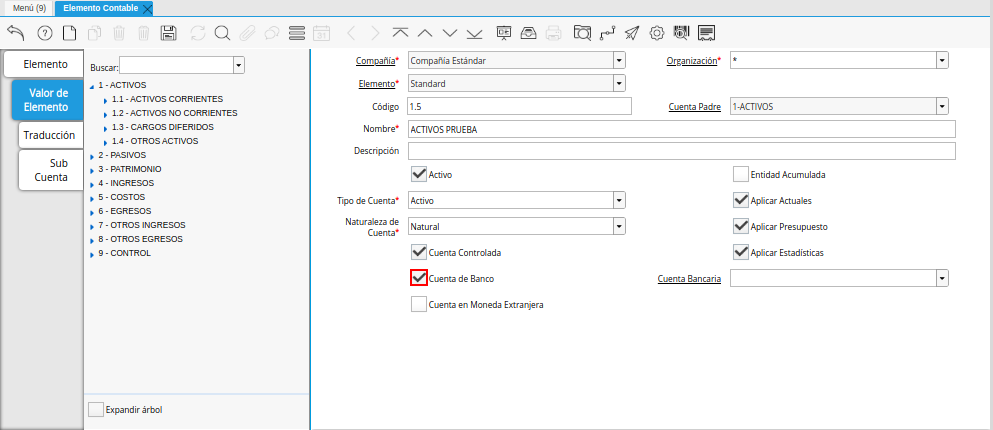 Menú (9) Elemento Contable
31
Elemento
Valor de
Elemento
Traducción
Sub
Cuenta
Buscar:
1 - ACTIVOS
1.1 - ACTIVOS CORRIENTES
1.2 - ACTIVOS NO CORRIENTES
1.3 - CARGOS DIFERIDOS
1.4 - OTROS ACTIVOS
2 - PASIVOS
3 - PATRIMONIO
4 - INGRESOS
5 - COSTOS
6 - EGRESOS
7 - OTROS INGRESOS
8 - OTROS EGRESOS
9 - CONTROL
Expandir árbol
Compañía* Compañía Estándar Organización* *
Elemento* Standard
Código 1.5 Cuenta Padre 1-ACTIVOS
Nombre* ACTIVOS PRUEBA
Descripción
Activo Entidad Acumulada
Tipo de Cuenta* Activo Aplicar Actuales
Naturaleza de
Cuenta* Natural Aplicar Presupuesto
Cuenta Controlada Aplicar Estadísticas
Cuenta de Banco Cuenta Bancaria
Cuenta en Moneda Extranjera